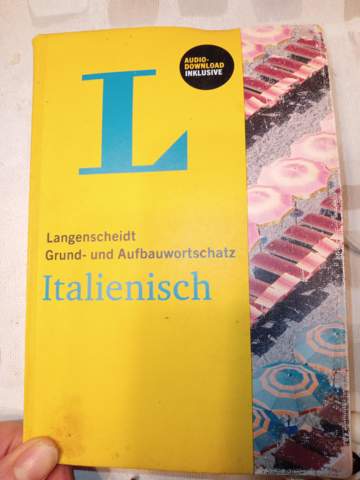 AUDIO-
DOWNLOAD
INKLUSIVE
L
Langenscheidt
Grund- und Aufbauwortschatz
Italienisch